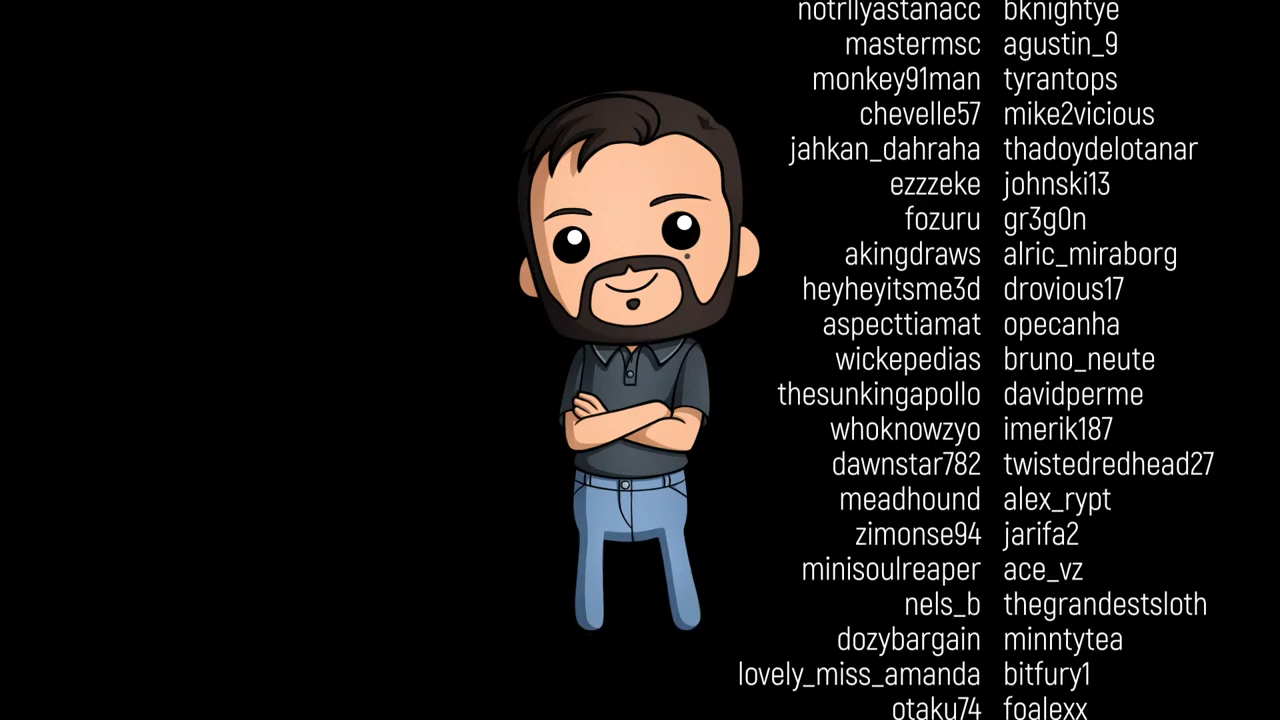 notrllyastanacc bknightye
mastermsc agustin_9
monkey91man tyrantops
chevelle57 mike2vicious
jahkan_dahraha thadoydelotanar
ezzzeke johnski13
fozuru gr3g0n
akingdraws alric_miraborg
heyheyitsme3d drovious17
aspecttiamat opecanha
wickepedias bruno_neute
thesunkingapollo davidperme
whoknowzyo imerik187
dawnstar782 twistedredhead27
meadhound alex_rypt
zimonse94 jarifa2
minisoulreaper ace_vz
nels_b thegrandestsloth
dozybargain minntytea
lovely_miss_amanda bitfury1
otaku74 foalexx